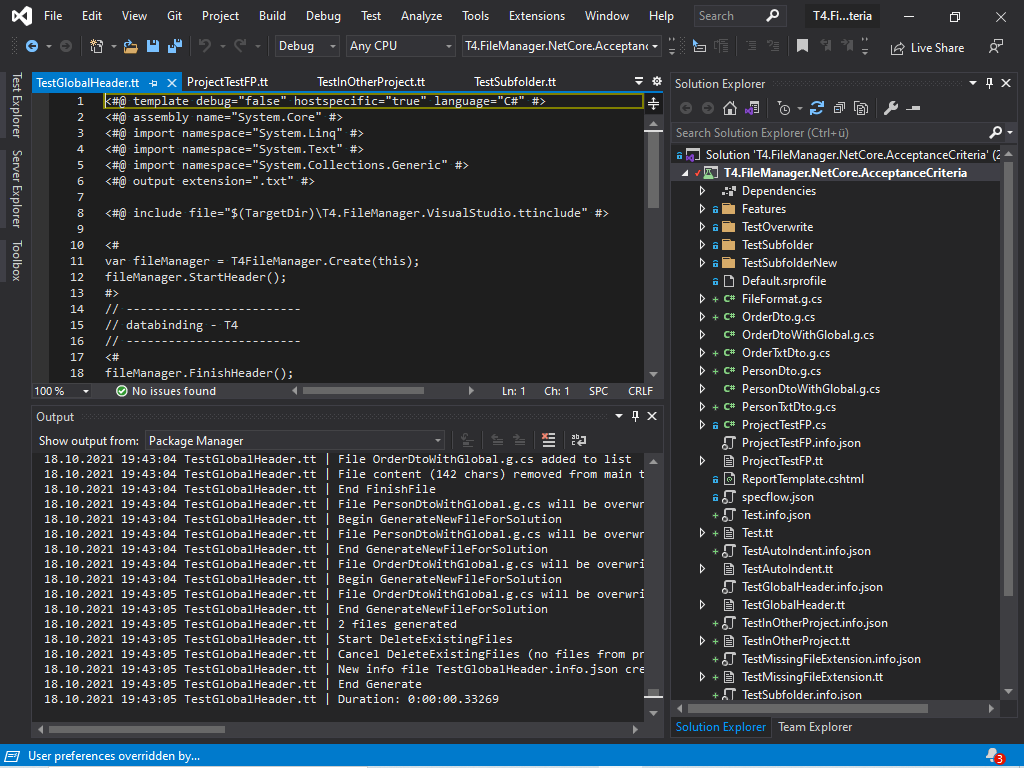 File Edit View Git Project Build Debug Test Analyze Tools Extensions Window Help Search T4.Fi...teria
Debug Any CPU T4.FileManager.NetCore.Acceptanc Live Share
Test Explorer
Server Explorer
Toolbox
TestGlobalHeader.tt ProjectTestFP.tt TestInOtherProject.tt TestSubfolder.tt
1 <#@ template debug="false" hostspecific="true" language="C#" #>
2 <#@ assembly name="System.Core" #>
3 <#@ import namespace="System.Linq" #>
4 <#@ import namespace="System.Text" #>
5 <#@ import namespace="System.Collections.Generic" #>
6 <#@ output extension=".txt" #>
7
8 <#@ include file="$(TargetDir)\T4.FileManager.VisualStudio.ttinclude" #>
9
10 <#
11 var fileManager = T4FileManager.Create(this);
12 fileManager.StartHeader();
13 #>
14 // -------------------------
15 // databinding - T4
16 // -------------------------
17 <#
18 fileManager.FinishHeader();
100 % No issues found Ln: 1 Ch: 1 SPC CRLF
Output
Show output from: Package Manager
18.10.2021 19:43:04 TestGlobalHeader.tt | File OrderDtoWithGlobal.g.cs added to list
18.10.2021 19:43:04 TestGlobalHeader.tt | File content (142 chars) removed from main t
18.10.2021 19:43:04 TestGlobalHeader.tt | End FinishFile
18.10.2021 19:43:04 TestGlobalHeader.tt | File PersonDtoWithGlobal.g.cs will be overwr
18.10.2021 19:43:04 TestGlobalHeader.tt | Begin GenerateNewFileForSolution
18.10.2021 19:43:04 TestGlobalHeader.tt | File PersonDtoWithGlobal.g.cs will be overwr
18.10.2021 19:43:04 TestGlobalHeader.tt | End GenerateNewFileForSolution
18.10.2021 19:43:04 TestGlobalHeader.tt | File OrderDtoWithGlobal.g.cs will be overwri
18.10.2021 19:43:04 TestGlobalHeader.tt | Begin GenerateNewFileForSolution
18.10.2021 19:43:05 TestGlobalHeader.tt | File OrderDtoWithGlobal.g.cs will be overwri
18.10.2021 19:43:05 TestGlobalHeader.tt | End GenerateNewFileForSolution
18.10.2021 19:43:05 TestGlobalHeader.tt | 2 files generated
18.10.2021 19:43:05 TestGlobalHeader.tt | Start DeleteExistingFiles
18.10.2021 19:43:05 TestGlobalHeader.tt | Cancel DeleteExistingFiles (no files from pr
18.10.2021 19:43:05 TestGlobalHeader.tt | New info file TestGlobalHeader.info.json cre
18.10.2021 19:43:05 TestGlobalHeader.tt | End Generate
18.10.2021 19:43:05 TestGlobalHeader.tt | Duration: 0:00:00.33269
Solution Explorer
Search Solution Explorer (Ctrl+ü)
Solution 'T4.FileManager.NetCore.AcceptanceCriteria' (2
T4.FileManager.NetCore.AcceptanceCriteria
Dependencies
Features
TestOverwrite
TestSubfolder
TestSubfolderNew
Default.srprofile
C# FileFormat.g.cs
C# OrderDto.g.cs
C# OrderDtoWithGlobal.g.cs
C# OrderTxtDto.g.cs
C# PersonDto.g.cs
C# PersonDtoWithGlobal.g.cs
C# PersonTxtDto.g.cs
C# ProjectTestFP.cs
ProjectTestFP.info.json
ProjectTestFP.tt
ReportTemplate.cshtml
specflow.json
Test.info.json
Test.tt
TestAutoIndent.info.json
TestAutoIndent.tt
TestGlobalHeader.info.json
TestGlobalHeader.tt
TestInOtherProject.info.json
TestInOtherProject.tt
TestMissingFileExtension.info.json
TestMissingFileExtension.tt
TestSubfolder.info.json
Solution Explorer Team Explorer
User preferences overridden by... 3